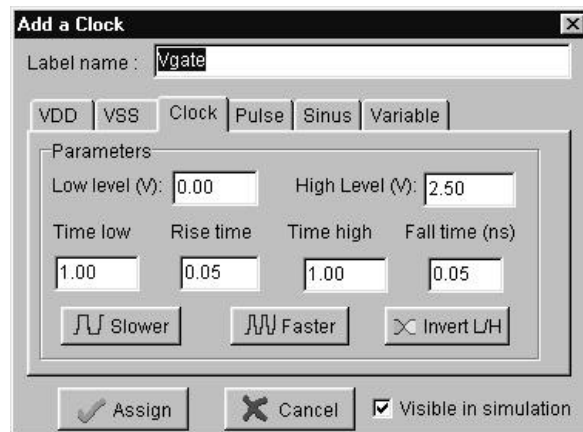 Add a Clock
Label name : Vgate
VDD VSS Clock Pulse Sinus Variable
Parameters
Low level (V): 0.00 High Level (V): 2.50
Time low Rise time Time high Fall time (ns)
1.00 0.05 1.00 0.05
Slower Faster Invert L/H
Assign Cancel Visible in simulation